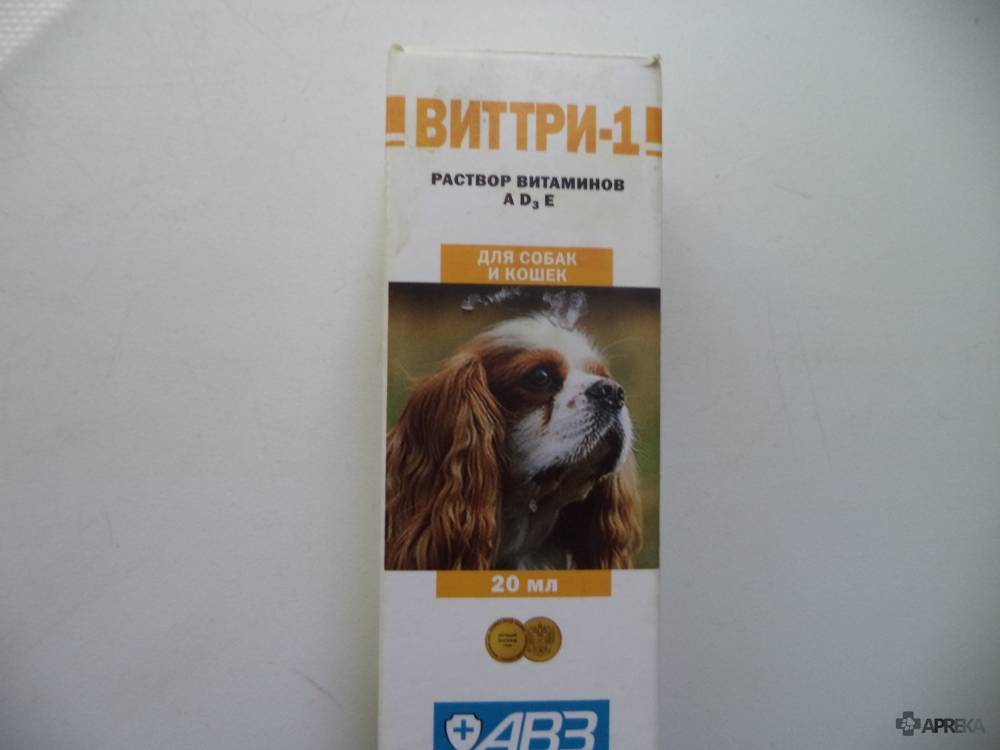 ВИТТРИ-1
РАСТВОР ВИТАМИНОВ
А D₃ Е
ДЛЯ СОБАК
И КОШЕК
20 мл
АВЗ
APREKA